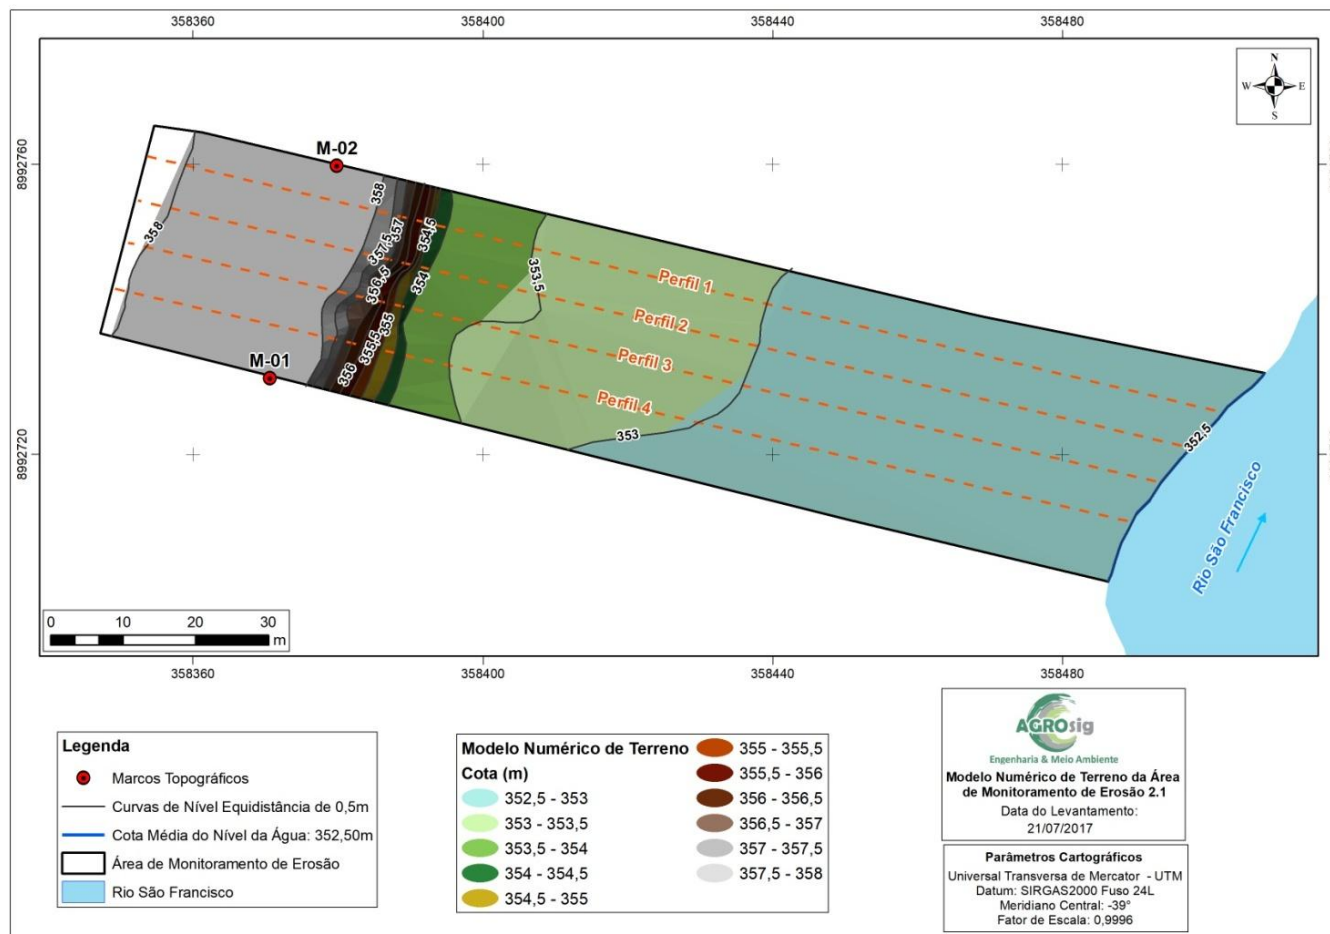 358360 358400 358440 358480
N
W E
S
8992760
M-02
358
358
357
357,5
354,5
356,5
354
353,5
Perfil 1
Perfil 2
Perfil 3
Perfil 4
355
355,5
356
M-01
353
352,5
8992720
Rio São Francisco
0 10 20 30
m
358360 358400 358440 358480
Legenda
Marcos Topográficos
Curvas de Nível Equidistância de 0,5m
Cota Média do Nível da Água: 352,50m
Área de Monitoramento de Erosão
Rio São Francisco
Modelo Numérico de Terreno
Cota (m)
352,5 - 353
353 - 353,5
353,5 - 354
354 - 354,5
354,5 - 355
355 - 355,5
355,5 - 356
356 - 356,5
356,5 - 357
357 - 357,5
357,5 - 358
AGROsig
Engenharia & Meio Ambiente
Modelo Numérico de Terreno da Área
de Monitoramento de Erosão 2.1
Data do Levantamento:
21/07/2017
Parâmetros Cartográficos
Universal Transversa de Mercator - UTM
Datum: SIRGAS2000 Fuso 24L
Meridiano Central: -39°
Fator de Escala: 0,9996